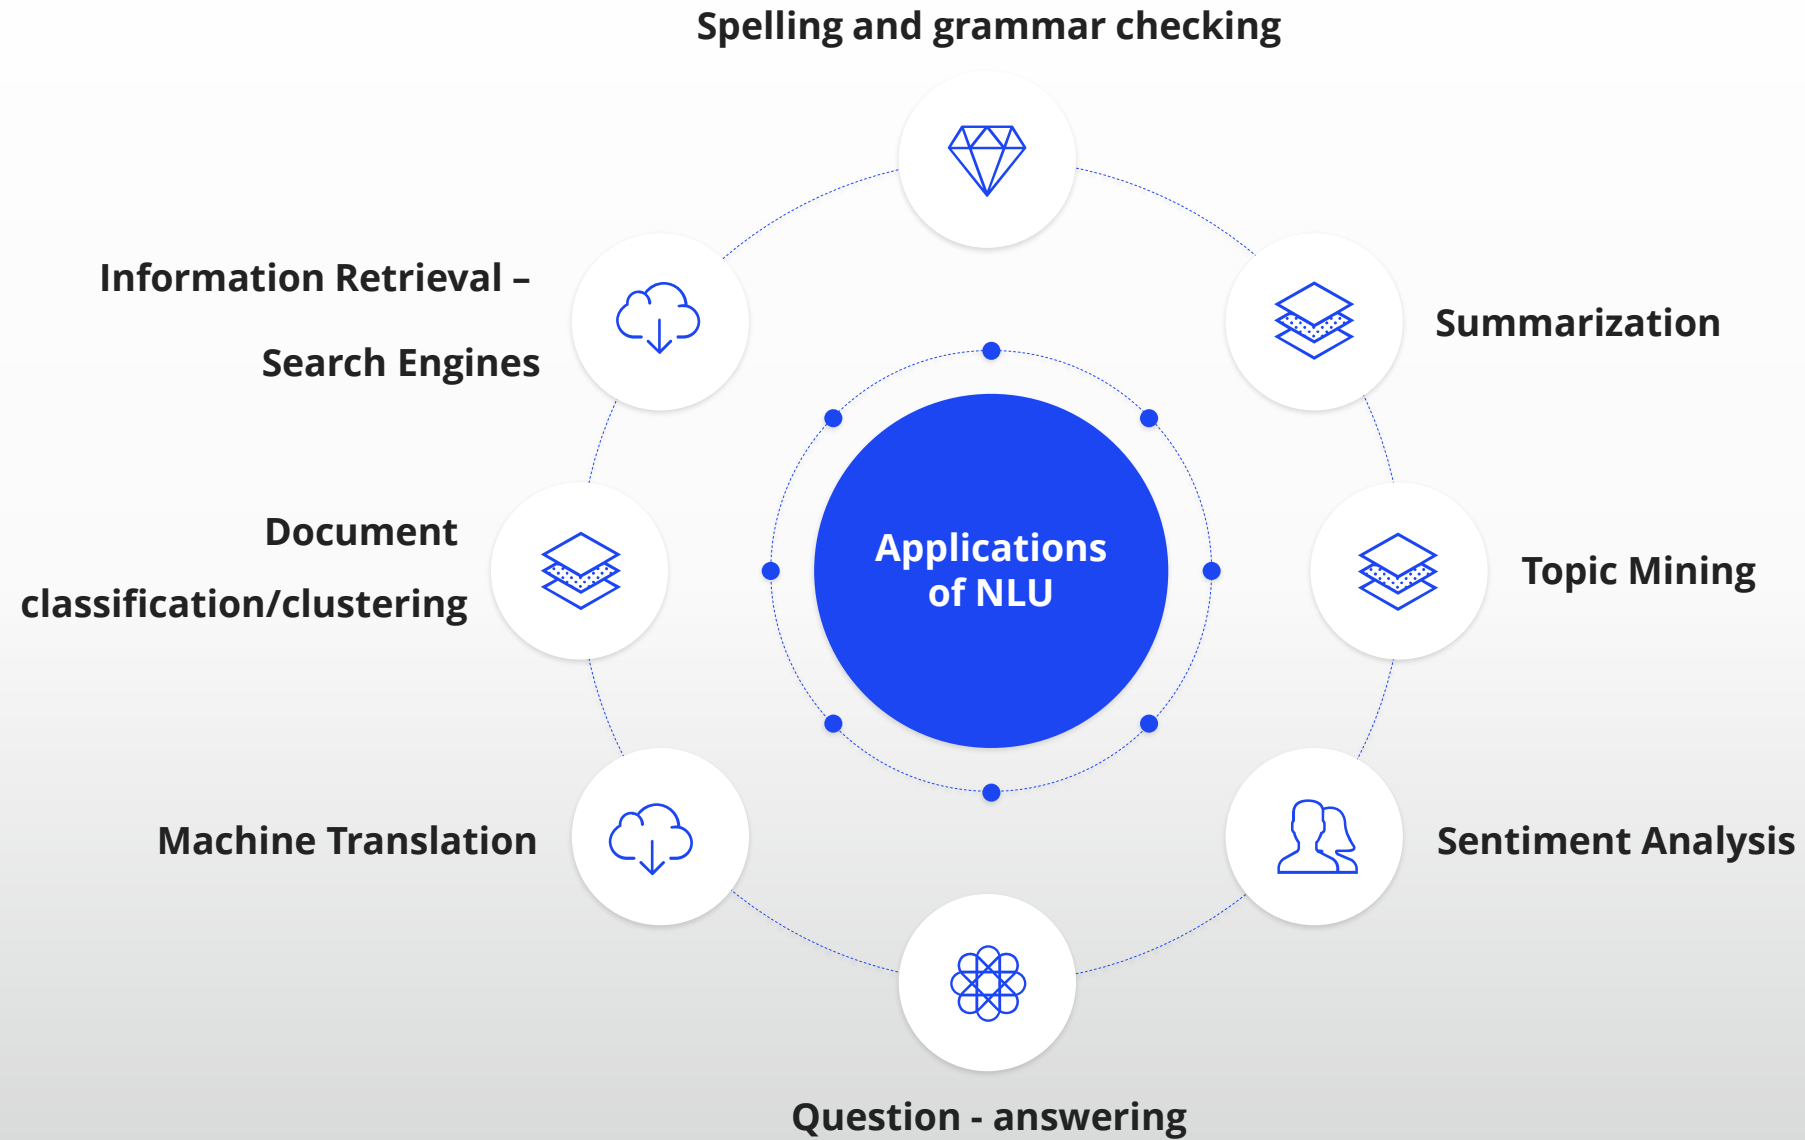 Spelling and grammar checking
Information Retrieval –
Search Engines
Summarization
Document
classification/clustering
Applications
of NLU
Topic Mining
Machine Translation
Sentiment Analysis
Question - answering